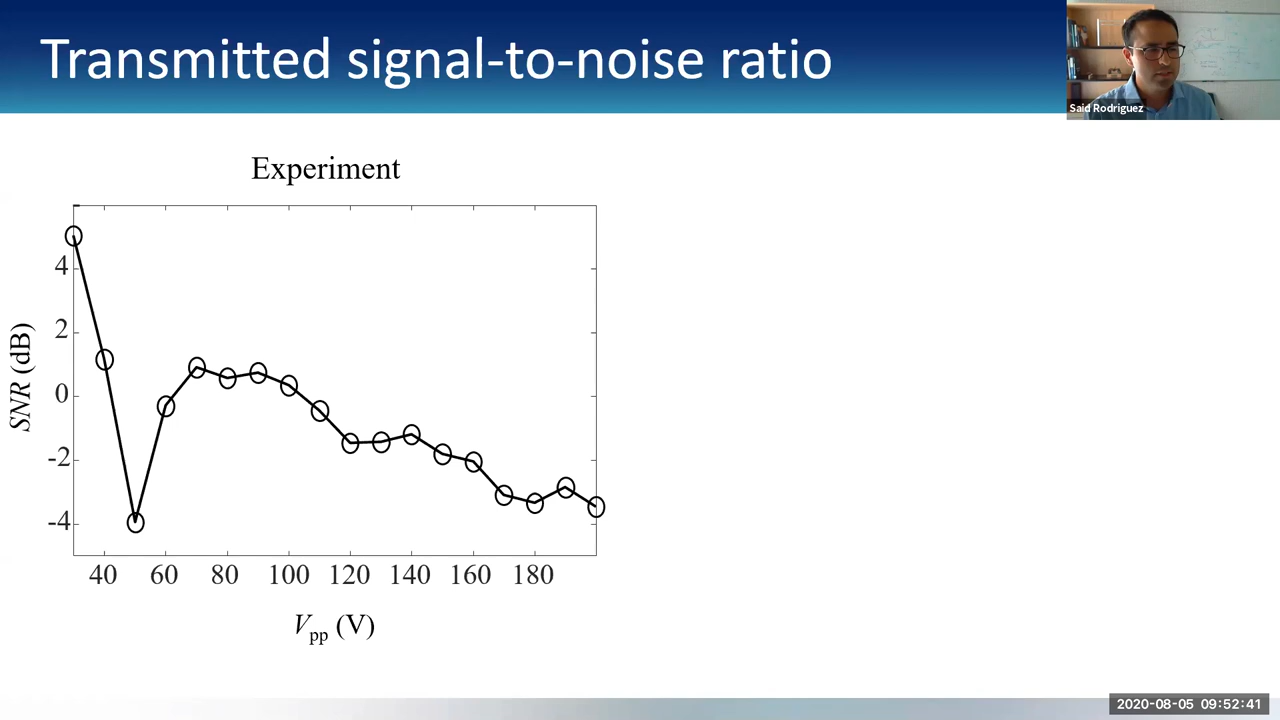 Transmitted signal-to-noise ratio
Said Rodriguez
Experiment
4
2
0
-2
-4
SNR (dB)
40 60 80 100 120 140 160 180
Vpp (V)
2020-08-05 09:52:41